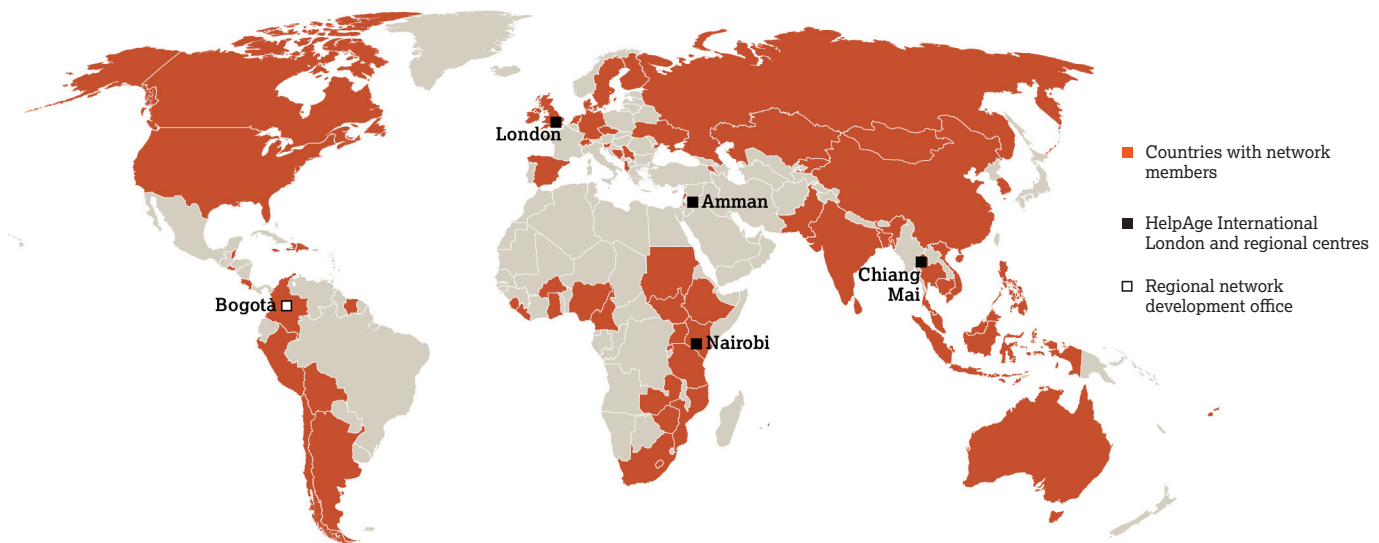 London
Amman
Chiang
Mai
Bogotà
Nairobi
Countries with network
members
HelpAge International
London and regional centres
Regional network
development office